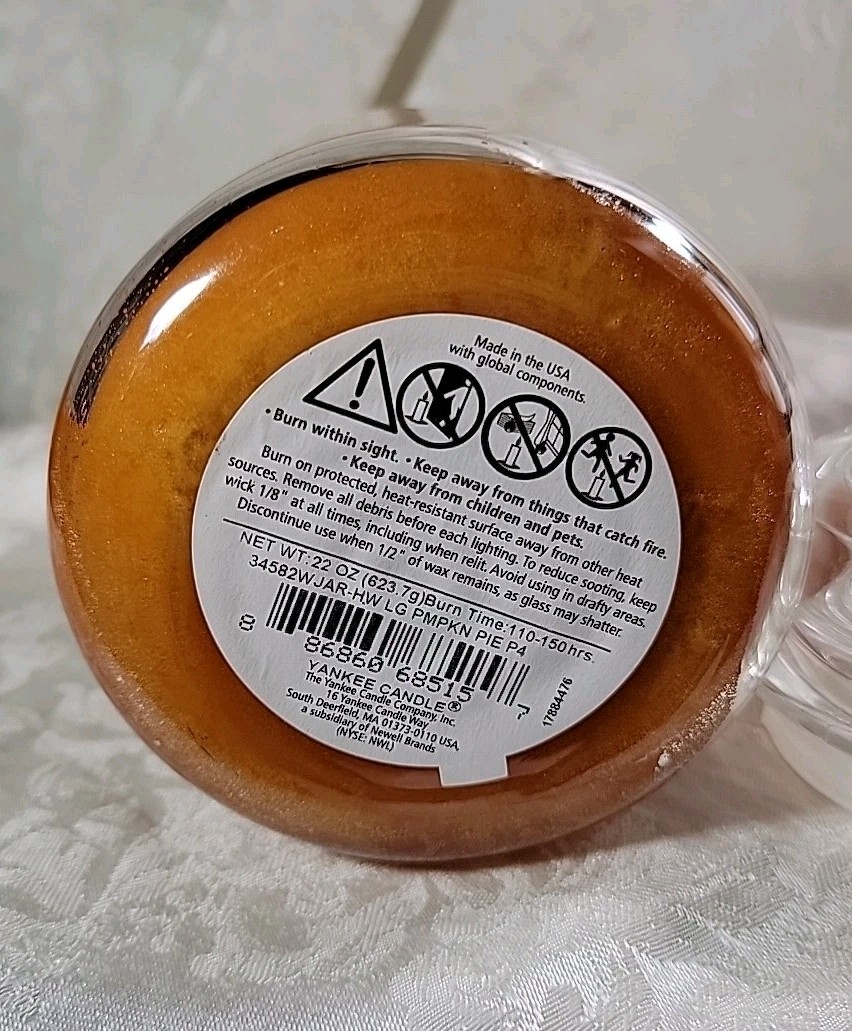 Made in the USA
with global components.
• Burn within sight. • Keep away from things that catch fire.
• Keep away from children and pets.
Burn on protected, heat-resistant surface away from other heat
sources. Remove all debris before each lighting. To reduce sooting, keep
wick 1/8" at all times, including when relit. Avoid using in drafty areas.
Discontinue use when 1/2" of wax remains, as glass may shatter.
NET WT: 22 OZ (623.7g)Burn Time:110-150 hrs.
34582WJAR-HW LG PMPKN PIE P4
8 86860 68515 7
17884476
YANKEE CANDLE®
The Yankee Candle Company, Inc.
16 Yankee Candle Way
South Deerfield, MA 01373-0110 USA
a subsidiary of Newell Brands
(NYSE: NWL)